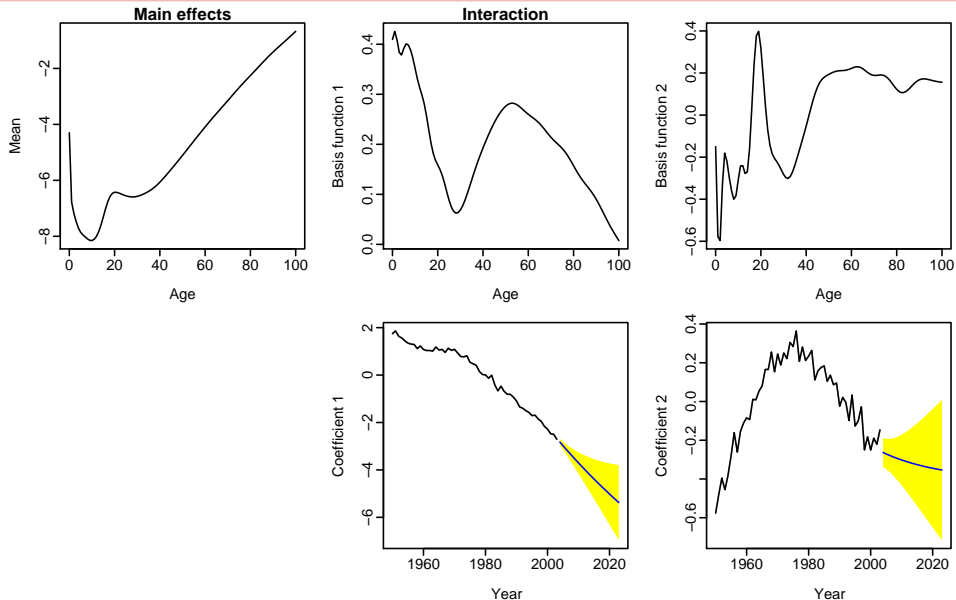 Main effects
Mean
−2
−4
−6
−8
0 20 40 60 80 100
Age
Interaction
Basis function 1
0.4
0.3
0.2
0.1
0.0
0 20 40 60 80 100
Age
Basis function 2
0.4
0.2
0.0
−0.2
−0.4
−0.6
0 20 40 60 80 100
Age
Coefficient 1
2
0
−2
−4
−6
1960 1980 2000 2020
Year
Coefficient 2
0.4
0.2
0.0
−0.2
−0.6
1960 1980 2000 2020
Year